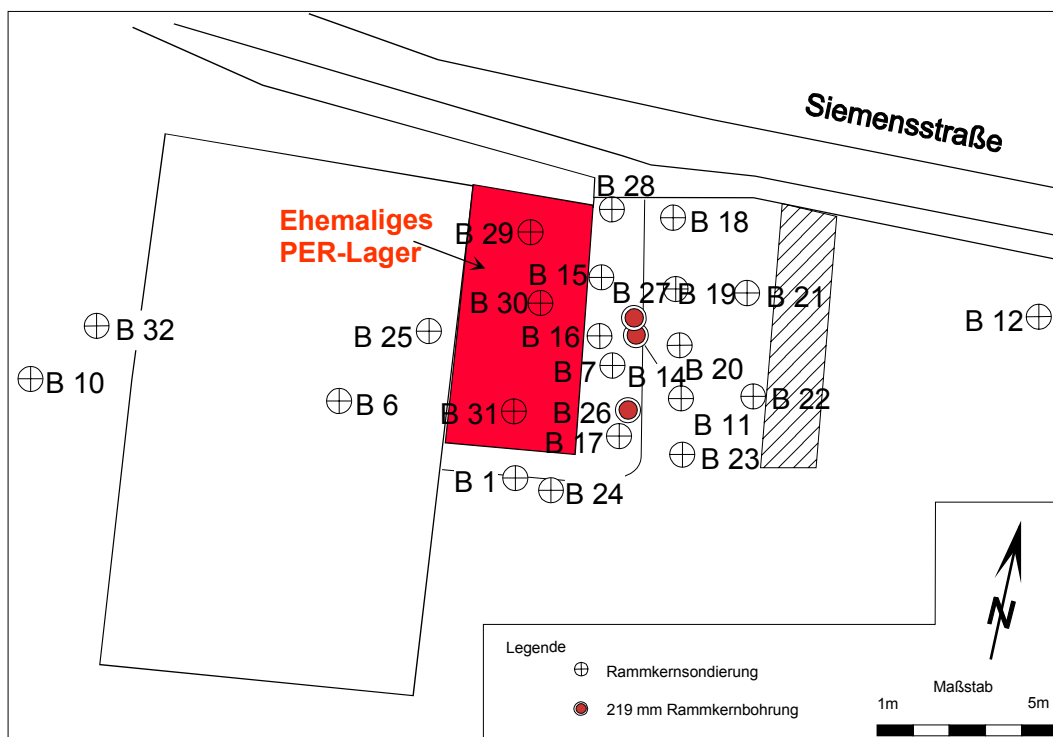 Siemensstraße
B 28
B 18
Ehemaliges
PER-Lager
B 29
B 15
B 27
B 19
B 21
B 30
B 12
B 32
B 25
B 16
B 7
B 14
B 20
B 10
B 6
B 31
B 26
B 22
B 11
B 17
B 23
B 1
B 24
N
Legende
Rammkernsondierung
219 mm Rammkernbohrung
Maßstab
1m
5m